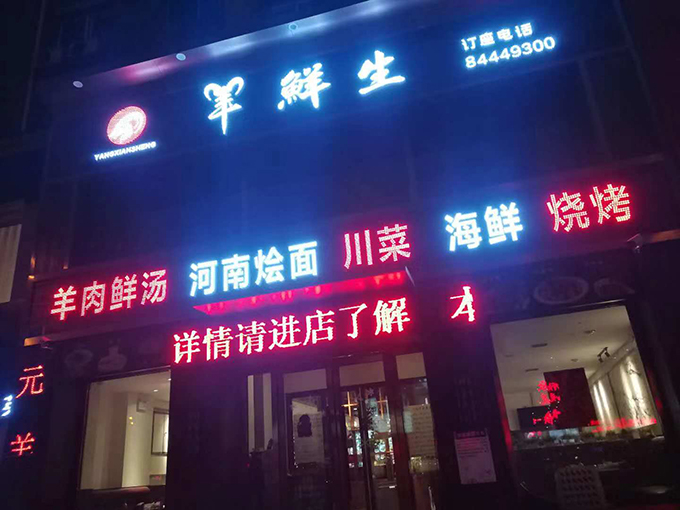 羊鲜生
订座电话
84449300
YANGXIANSHENG
羊肉鲜汤 河南烩面 川菜 海鲜 烧烤
详情请进店了解 本
元
羊